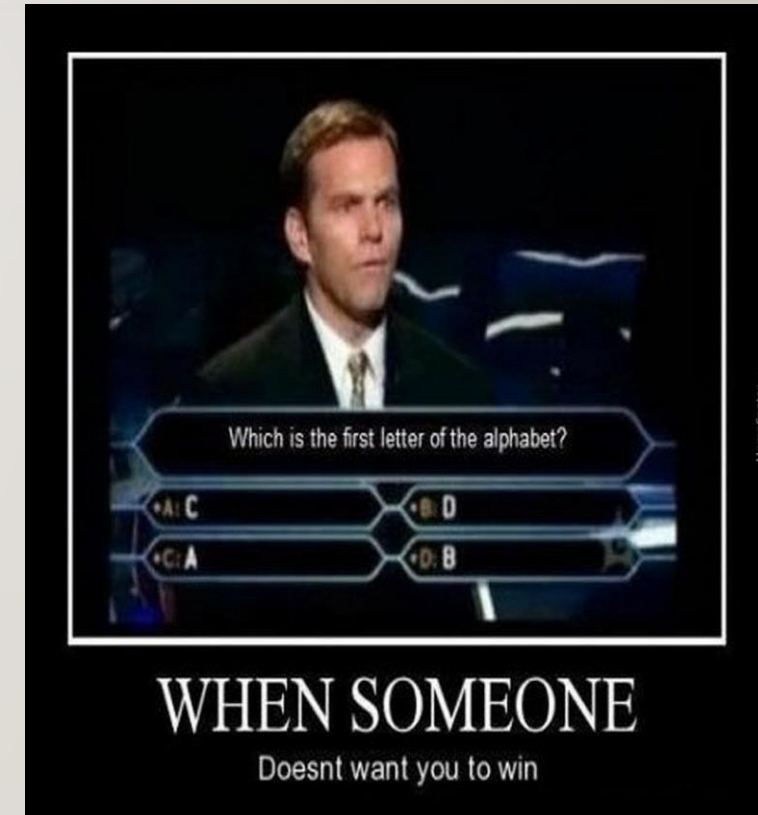 Which is the first letter of the alphabet?
•A: C •B: D
•C: A •D: B
WHEN SOMEONE
Doesnt want you to win